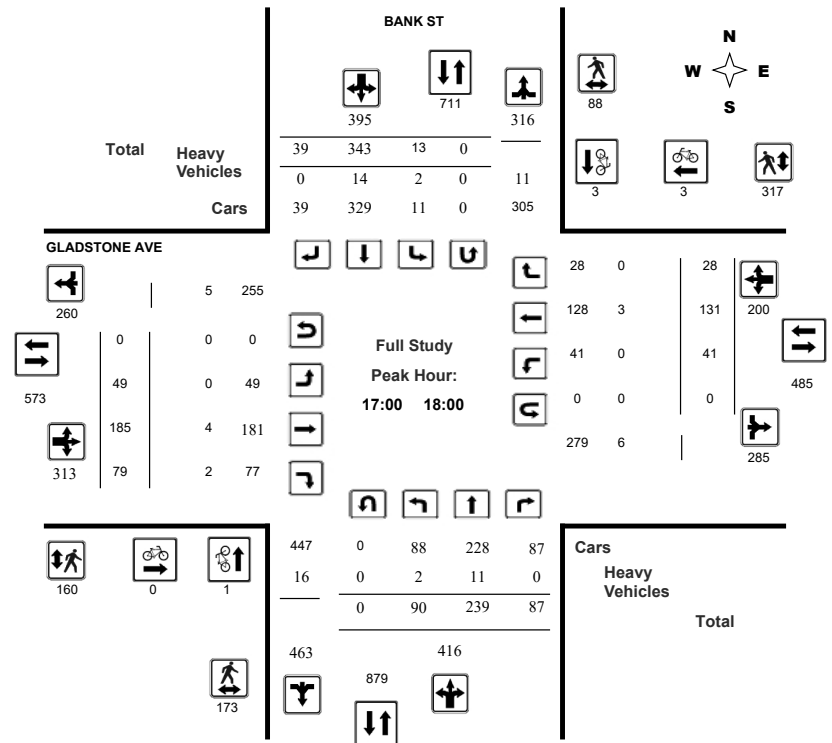 BANK ST
N
W E
S
711
88
395 316
Total Heavy Vehicles
39 343 13 0
0 14 2 0 11
3 3 317
Cars 39 329 11 0 305
GLADSTONE AVE
28 0 28
260 5 255
128 3 131 200
0 0 0
Full Study
41 0 41
573 49 0 49
Peak Hour:
485
17:00 18:00
0 0 0
185 4 181
279 6
285
313 79 2 77
447 0 88 228 87 Cars
16 0 2 11 0 Heavy Vehicles
160 0 1
0 90 239 87 Total
463 416
879
173